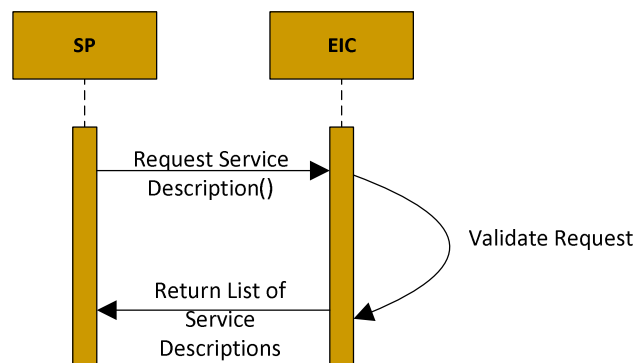 SP
EIC
Request Service
Description()
Validate Request
Return List of
Service
Descriptions